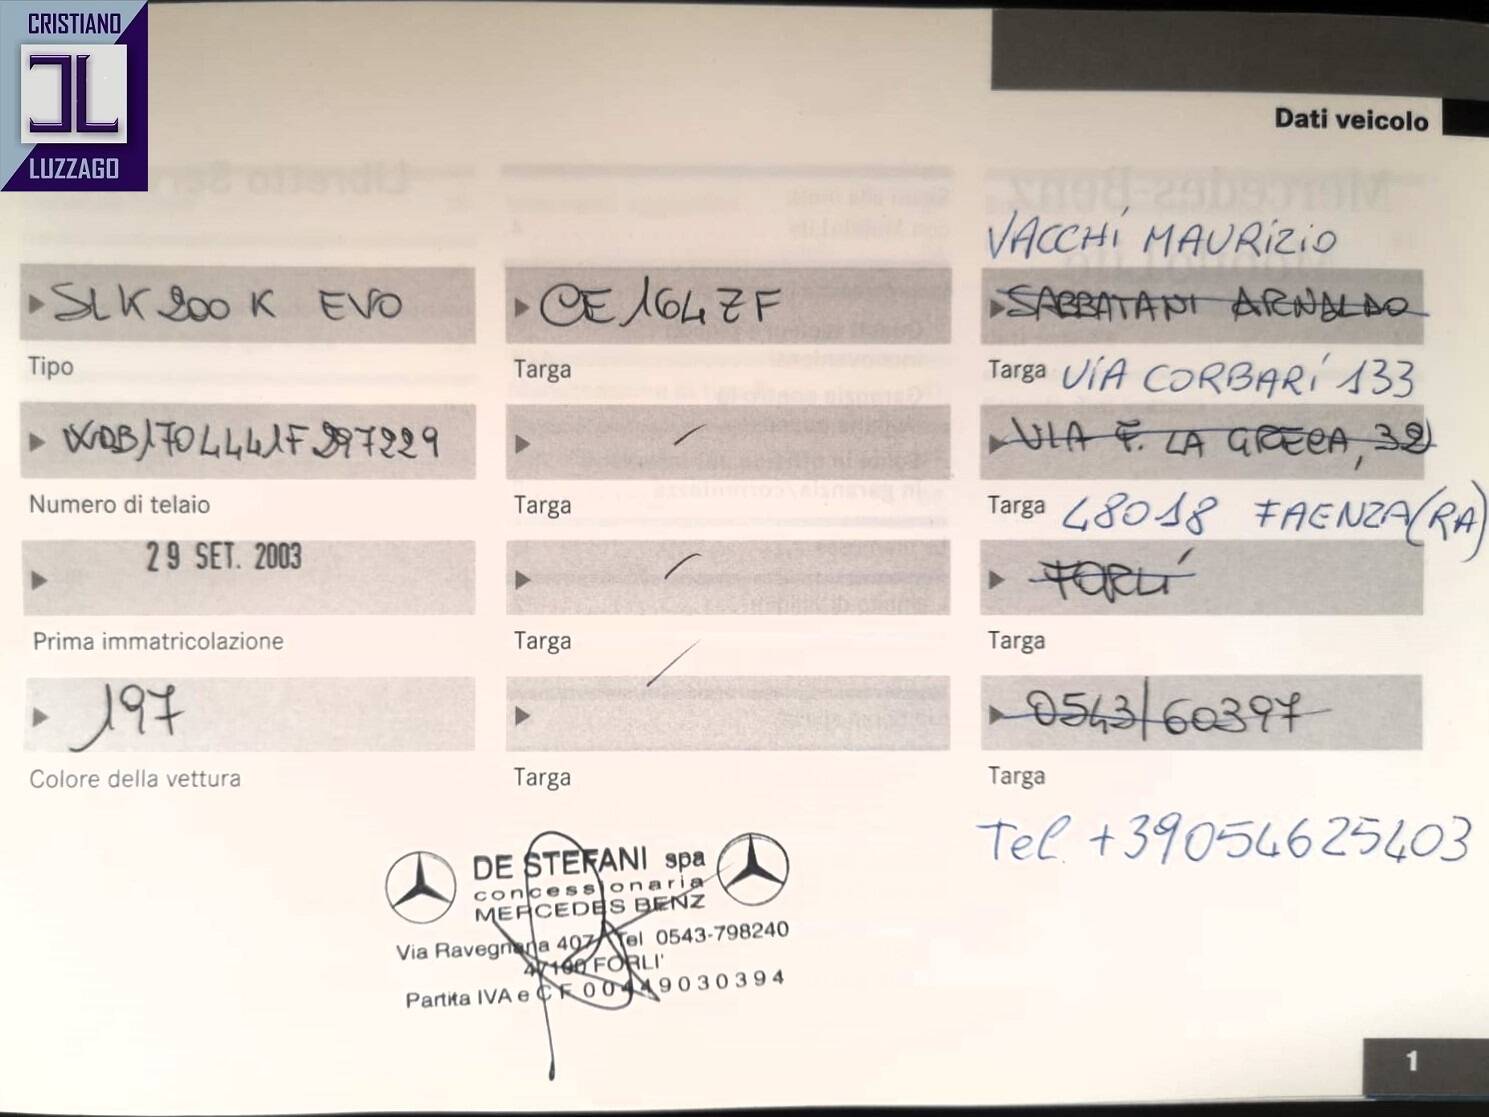 CRISTIANO
LUZZAGO
Dati veicolo
VACCHI MAURIZIO
SLK 200 K EVO
CE 164 ZF
SABBATANI ARNALDO
Tipo
Targa
Targa VIA CORBARI 133
WDB1704441F297229
VIA F. LA GRECA, 32
Numero di telaio
Targa
Targa 48018 FAENZA (RA)
29 SET. 2003
FORLI'
Prima immatricolazione
Targa
Targa
197
0543/60397
Colore della vettura
Targa
Targa
Tel. +39054625403
DE STEFANI spa
concessionaria
MERCEDES BENZ
Via Ravegnana 407 Tel 0543-798240
47100 FORLI'
Partita IVA e C F 00449030394
1